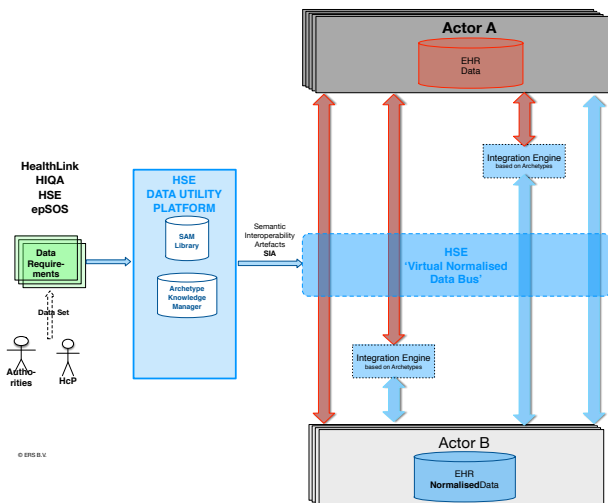 Actor A
EHR
Data
Integration Engine
based on Archetypes
HealthLink
HIQA
HSE
epSOS
HSE
DATA UTILITY
PLATFORM
SAM
Library
Semantic
Interoperability
Artefacts
SIA
HSE
'Virtual Normalised
Data Bus'
Data
Require-
ments
Archetype
Knowledge
Manager
Data Set
Autho-
rities
HcP
Integration Engine
based on Archetypes
Actor B
EHR
NormalisedData
© ERS B.V.